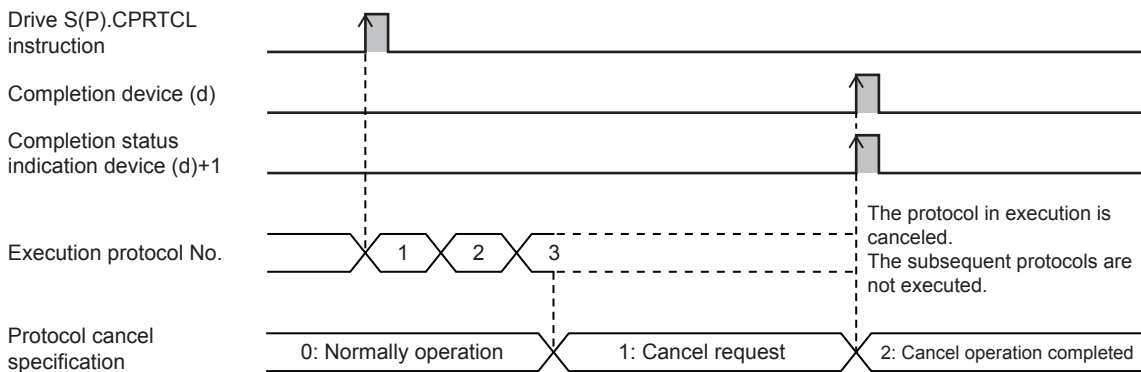 Drive S(P).CPRTCL
instruction
Completion device (d)
Completion status
indication device (d)+1
The protocol in execution is
canceled.
The subsequent protocols are
not executed.
Execution protocol No.
1
2
3
Protocol cancel
specification
0: Normally operation
1: Cancel request
2: Cancel operation completed